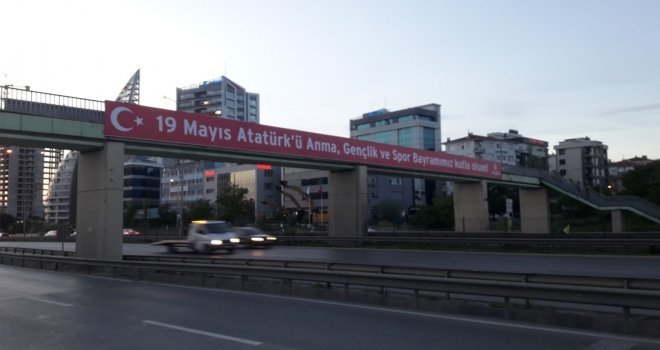 19 Mayıs Atatürk'ü Anma, Gençlik ve Spor Bayramımız kutlu olsun!